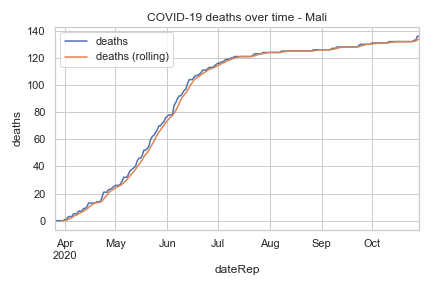 COVID-19 deaths over time - Mali
deaths
deaths (rolling)
140
120
100
80
60
40
20
0
deaths
Apr May Jun Jul Aug Sep Oct
2020
dateRep